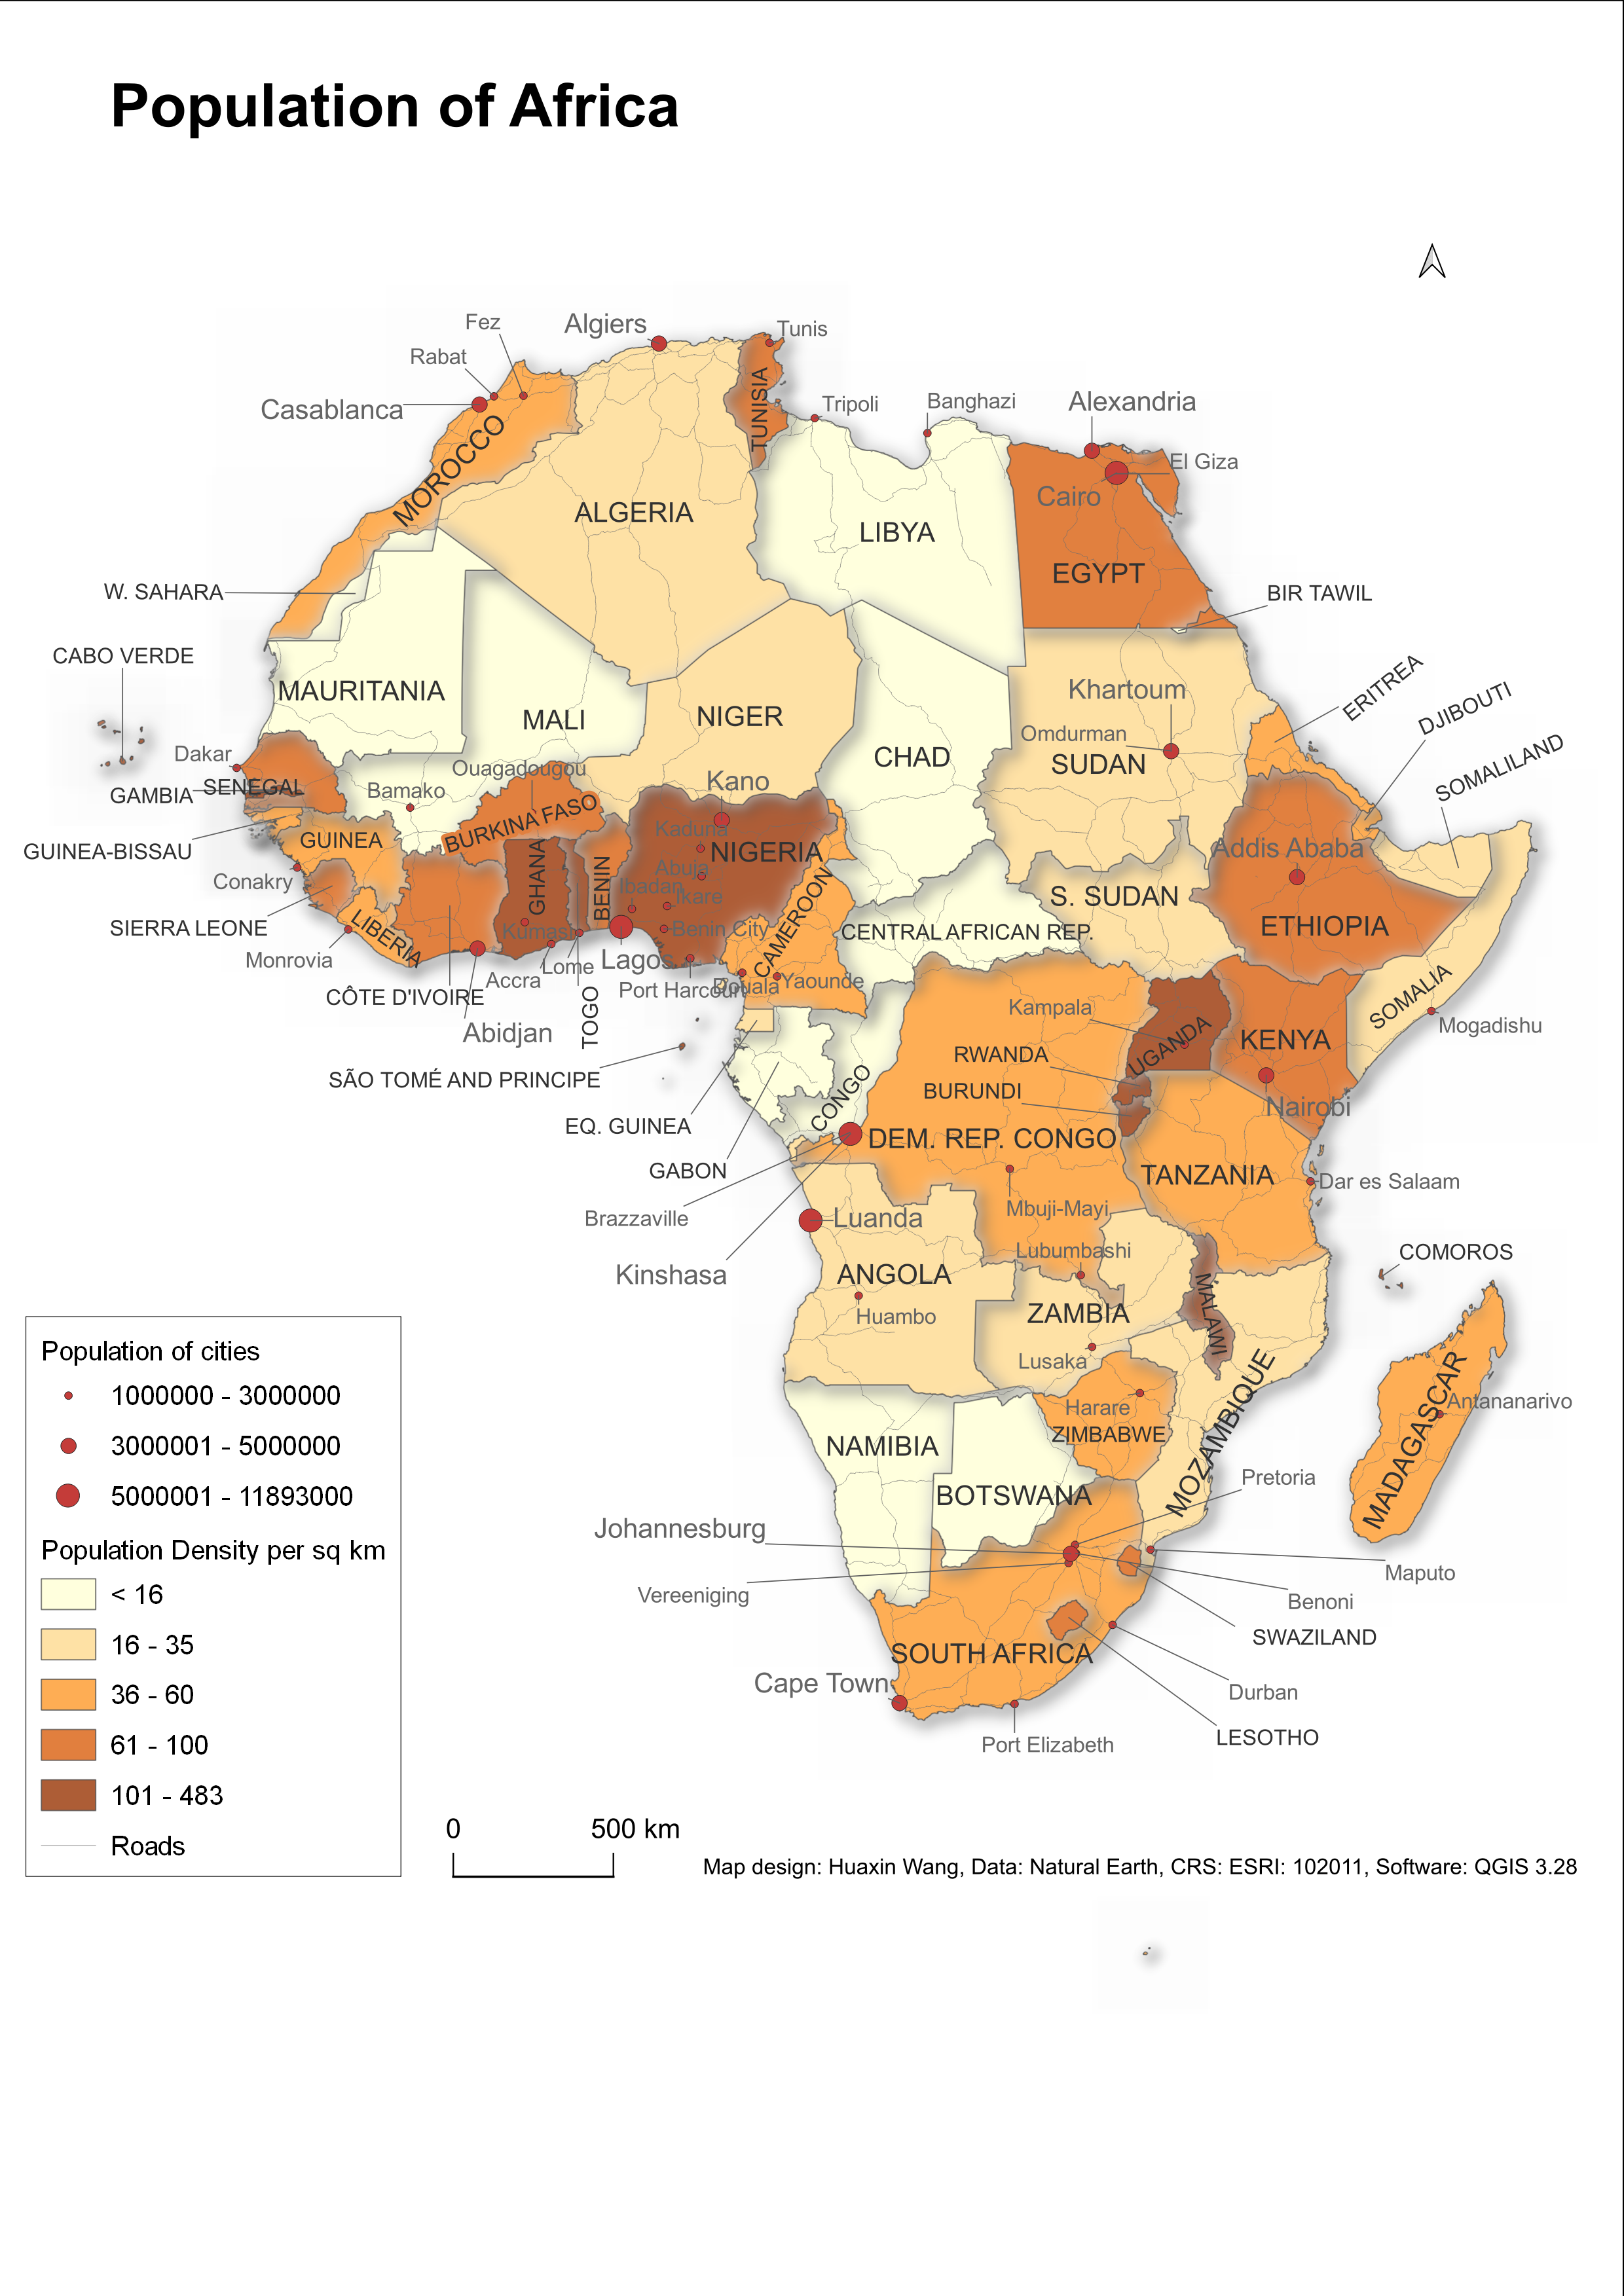 Population of Africa
Fez
Algiers
Tunis
Rabat
Casablanca
Tripoli
Banghazi
Alexandria
El Giza
Cairo
TUNISIA
MOROCCO
ALGERIA
LIBYA
EGYPT
W. SAHARA
BIR TAWIL
CABO VERDE
MAURITANIA
MALI
NIGER
CHAD
Khartoum
Omdurman
SUDAN
ERITREA
DJIBOUTI
SOMALILAND
Dakar
SENEGAL
GAMBIA
Bamako
Ouagadougou
Kano
BURKINA FASO
GUINEA
GUINEA-BISSAU
Kaduna
NIGERIA
Abuja
Ibadan
Ikare
Benin City
GHANA
BENIN
Conakry
SIERRA LEONE
LIBERIA
Monrovia
Kumasi
Accra
Lome
Lagos
Port Harcourt
Douala
Yaounde
CAMEROON
CENTRAL AFRICAN REP.
S. SUDAN
Addis Ababa
ETHIOPIA
SOMALIA
Mogadishu
CÔTE D'IVOIRE
Abidjan
TOGO
SÃO TOMÉ AND PRINCIPE
EQ. GUINEA
GABON
CONGO
Kampala
UGANDA
KENYA
RWANDA
BURUNDI
Nairobi
DEM. REP. CONGO
TANZANIA
Dar es Salaam
Brazzaville
Kinshasa
Luanda
Mbuji-Mayi
Lubumbashi
ANGOLA
Huambo
ZAMBIA
Lusaka
MALAWI
COMOROS
MOZAMBIQUE
MADAGASCAR
Antananarivo
Harare
ZIMBABWE
NAMIBIA
BOTSWANA
Pretoria
Johannesburg
Vereeniging
Maputo
Benoni
SWAZILAND
SOUTH AFRICA
Cape Town
Durban
LESOTHO
Port Elizabeth
Population of cities
1000000 - 3000000
3000001 - 5000000
5000001 - 11893000
Population Density per sq km
< 16
16 - 35
36 - 60
61 - 100
101 - 483
Roads
0 500 km
Map design: Huaxin Wang, Data: Natural Earth, CRS: ESRI: 102011, Software: QGIS 3.28